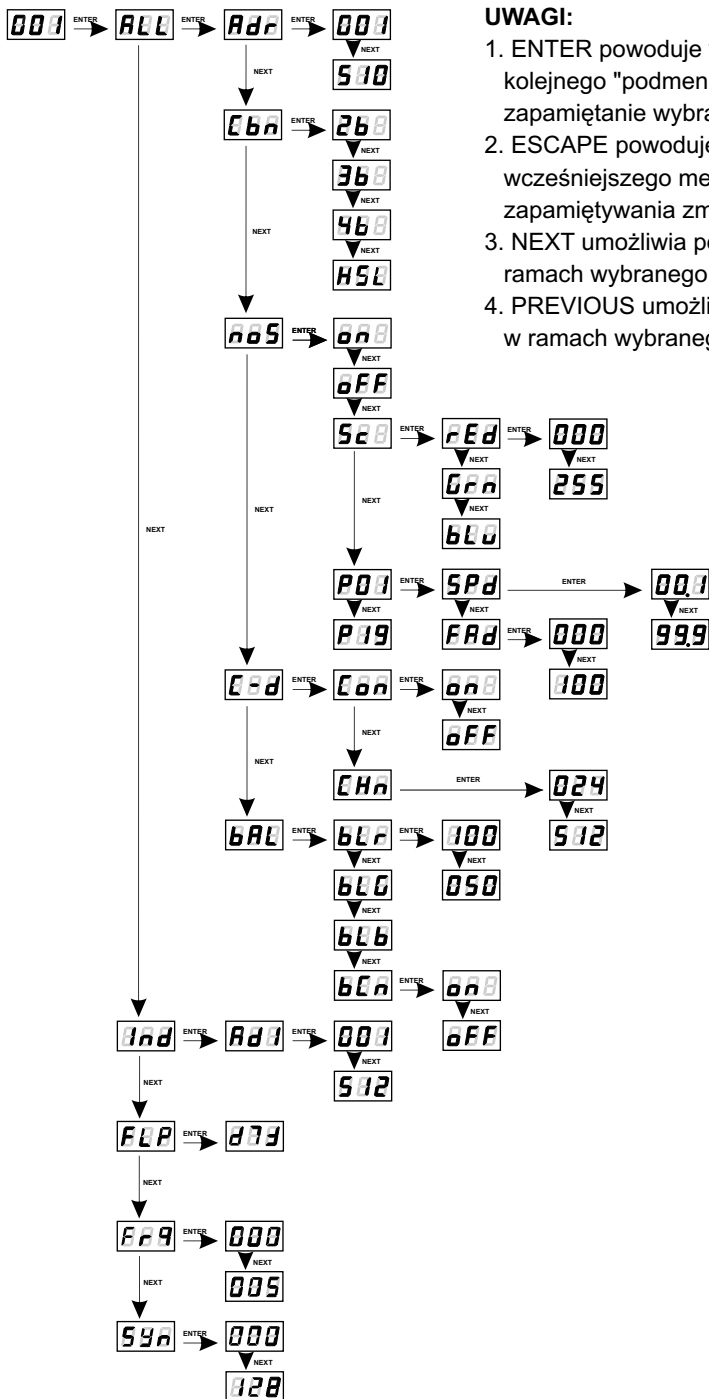 UWAGI:
1. ENTER powoduje
kolejnego "podmen
zapamiętanie wybra
2. ESCAPE powoduje
wcześniejszego me
zapamiętywania zm
3. NEXT umożliwia po
ramach wybranego
4. PREVIOUS umożli
w ramach wybraneg
001 ENTER ALL ENTER Adr ENTER 001
NEXT NEXT
510
Cbn ENTER 2b
NEXT
3b
NEXT
NEXT
4b
NEXT
HSL
noS ENTER on
NEXT
oFF
NEXT
Sc ENTER rEd ENTER 000
NEXT NEXT
Grn 255
NEXT NEXT NEXT
NEXT
bLu
P01 ENTER SPd ENTER 00.1
NEXT NEXT NEXT
P19 FAd ENTER 000 99.9
NEXT
100
C-d ENTER Con ENTER on
NEXT
NEXT NEXT
oFF
CHn ENTER 024
NEXT
bAL ENTER bLr ENTER 100 512
NEXT NEXT
bLG 050
NEXT
bLb
NEXT
bCn ENTER on
NEXT
oFF
Ind ENTER Ad1 ENTER 001
NEXT NEXT
512
FLP ENTER d7d
NEXT
Frq ENTER 000
NEXT NEXT
005
Syn ENTER 000
NEXT
128